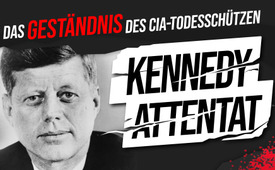 DAS GESTÄNDNIS DES CIA-TODESSCHÜTZEN
KENNEDY
ATTENTAT